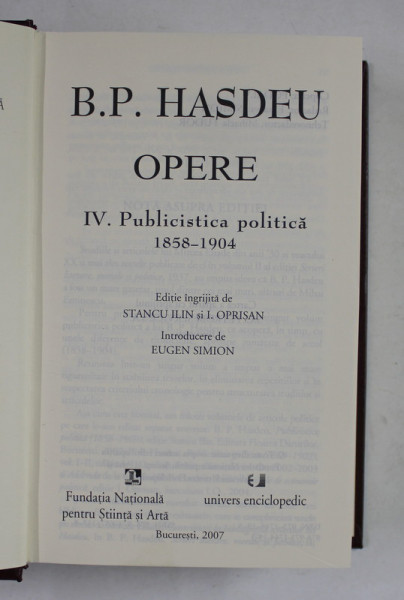 B.P. HASDEU
OPERE
IV. Publicistica politică
1858–1904
Ediție îngrijită de
STANCU ILIN și I. OPRISAN
Introducere de
EUGEN SIMION
Fundația Națională
pentru Știință și Artă
univers enciclopedic
București, 2007